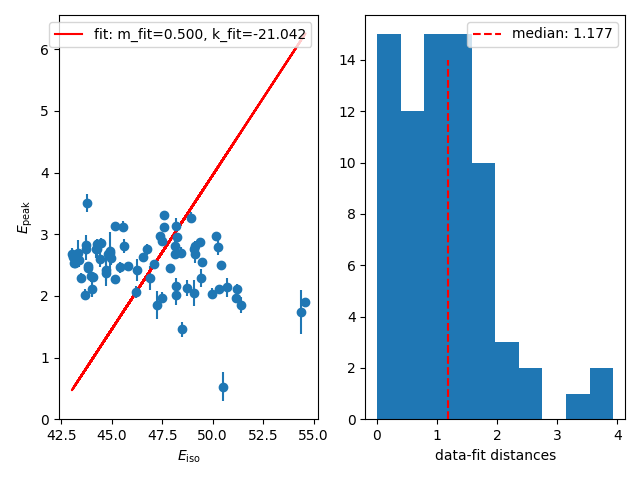 fit: m_fit=0.500, k_fit=-21.042
6
5
4
3
2
1
0
E_peak
42.5 45.0 47.5 50.0 52.5 55.0
E_iso
median: 1.177
14
12
10
8
6
4
2
0
0 1 2 3 4
data-fit distances